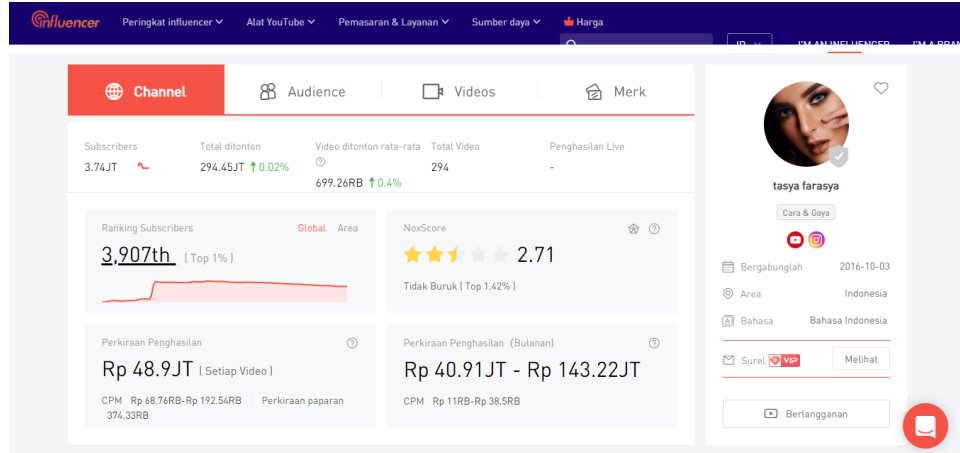 influencer Peringkat influencer Alat YouTube Pemasaran & Layanan Sumber daya Harga
ID I'M AN INFLUENCER I'M A BRAN
Channel Audience Videos Merk
Subscribers Total ditonton Video ditonton rata-rata Total Video Penghasilan Live
3.74JT 294.45JT 0.02% 699.26RB 0.4% 294 -
tasya farasya
Cara & Gaya
Ranking Subscribers Global Area
3,907th (Top 1%)
NoxScore
2.71
Tidak Buruk (Top 1.42%)
Bergabunglah 2016-10-03
Area Indonesia
Bahasa Bahasa Indonesia
Surel VIP Melihat
Berlangganan
Perkiraan Penghasilan
Rp 48.9JT (Setiap Video)
CPM Rp 68.76RB-Rp 192.54RB Perkiraan paparan
374.33RB
Perkiraan Penghasilan (Bulanan)
Rp 40.91JT - Rp 143.22JT
CPM Rp 11RB-Rp 38.5RB